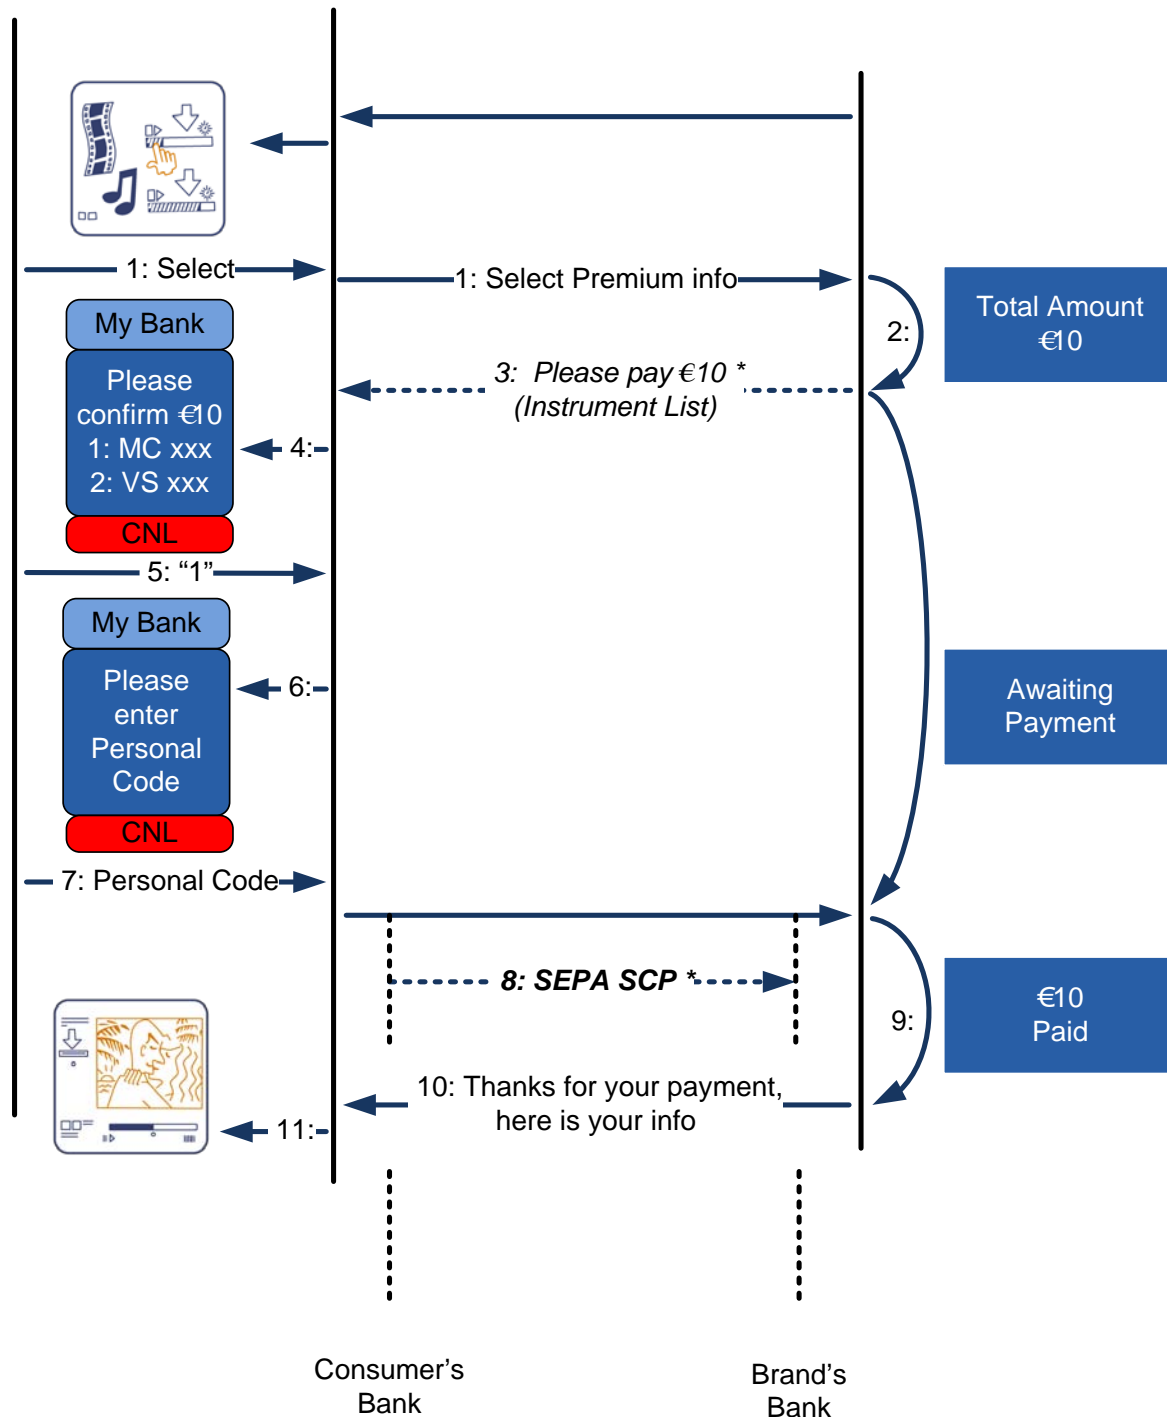 1: Select
1: Select Premium info
Total Amount
€10
2:
My Bank
Please
confirm €10
1: MC xxx
2: VS xxx
CNL
3: Please pay €10 *
(Instrument List)
4:
5: “1”
My Bank
Please
enter
Personal
Code
CNL
6:
Awaiting
Payment
7: Personal Code
8: SEPA SCP *
9:
€10
Paid
10: Thanks for your payment,
here is your info
11:
Consumer’s
Bank
Brand’s
Bank